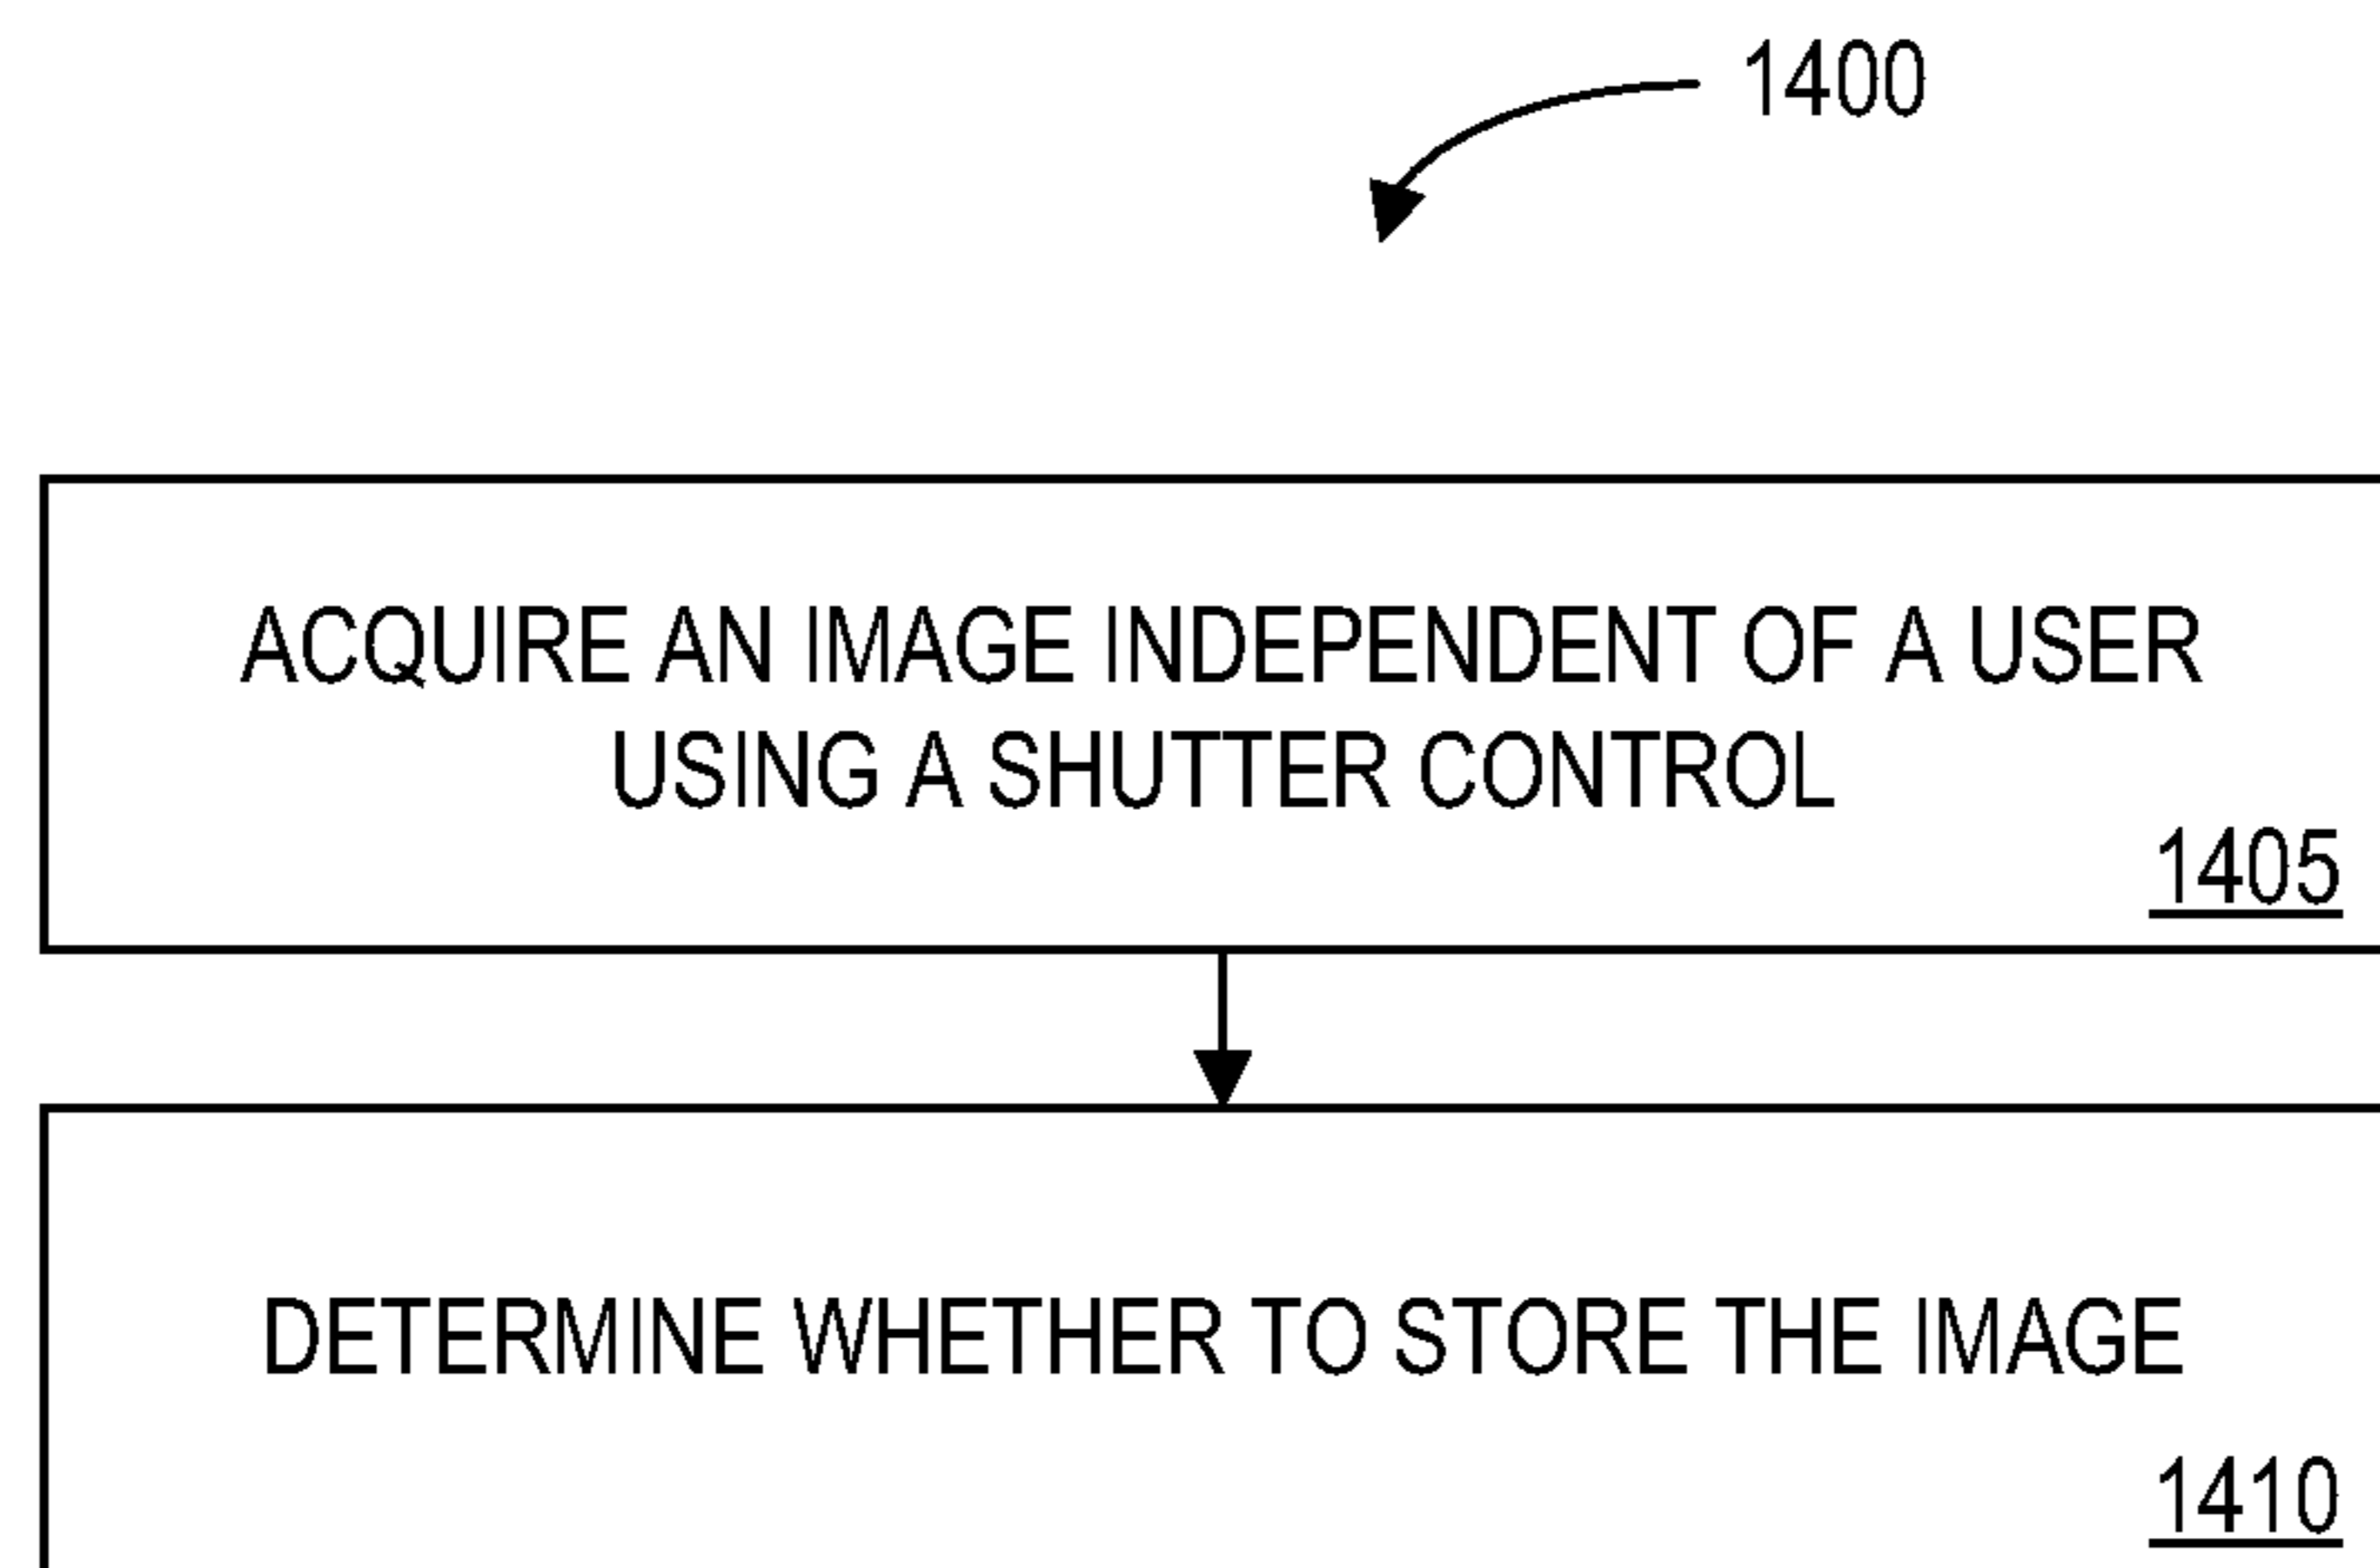 1400
ACQUIRE AN IMAGE INDEPENDENT OF A USER
USING A SHUTTER CONTROL
1405
DETERMINE WHETHER TO STORE THE IMAGE
1410